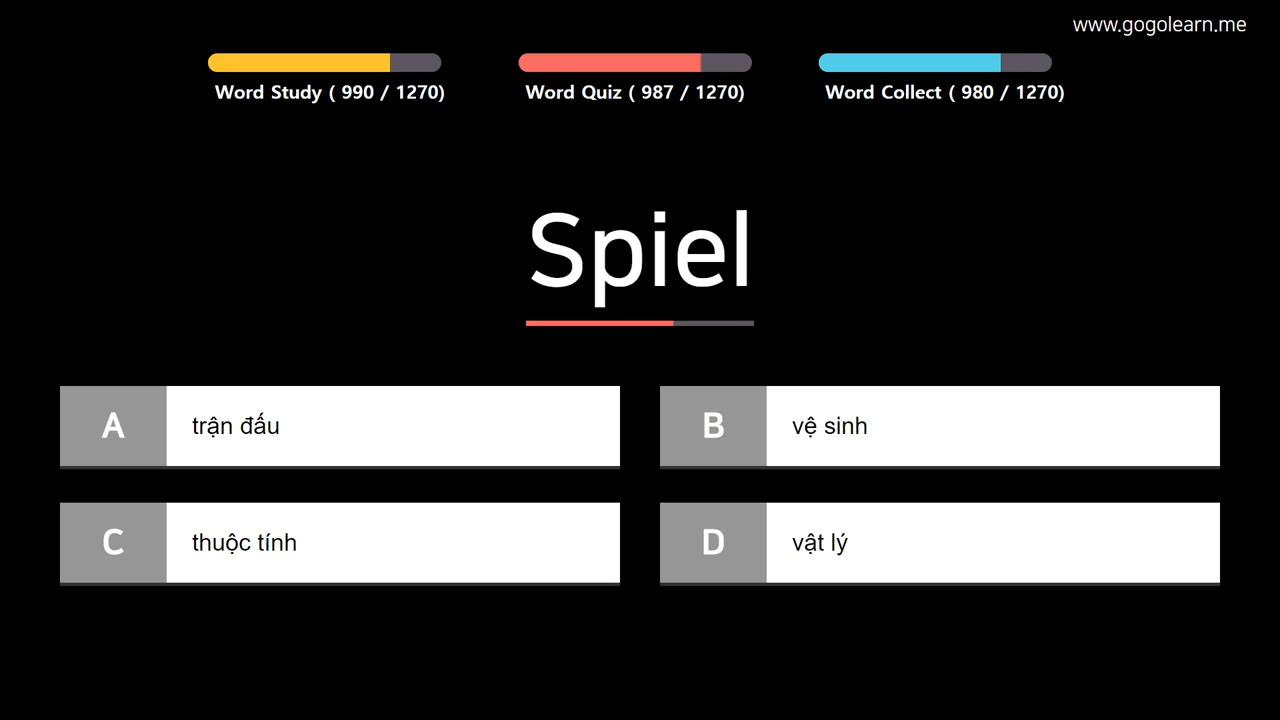 www.gogolearn.me
Word Study ( 990 / 1270)
Word Quiz ( 987 / 1270)
Word Collect ( 980 / 1270)
Spiel
A
trận đấu
B
vệ sinh
C
thuộc tính
D
vật lý